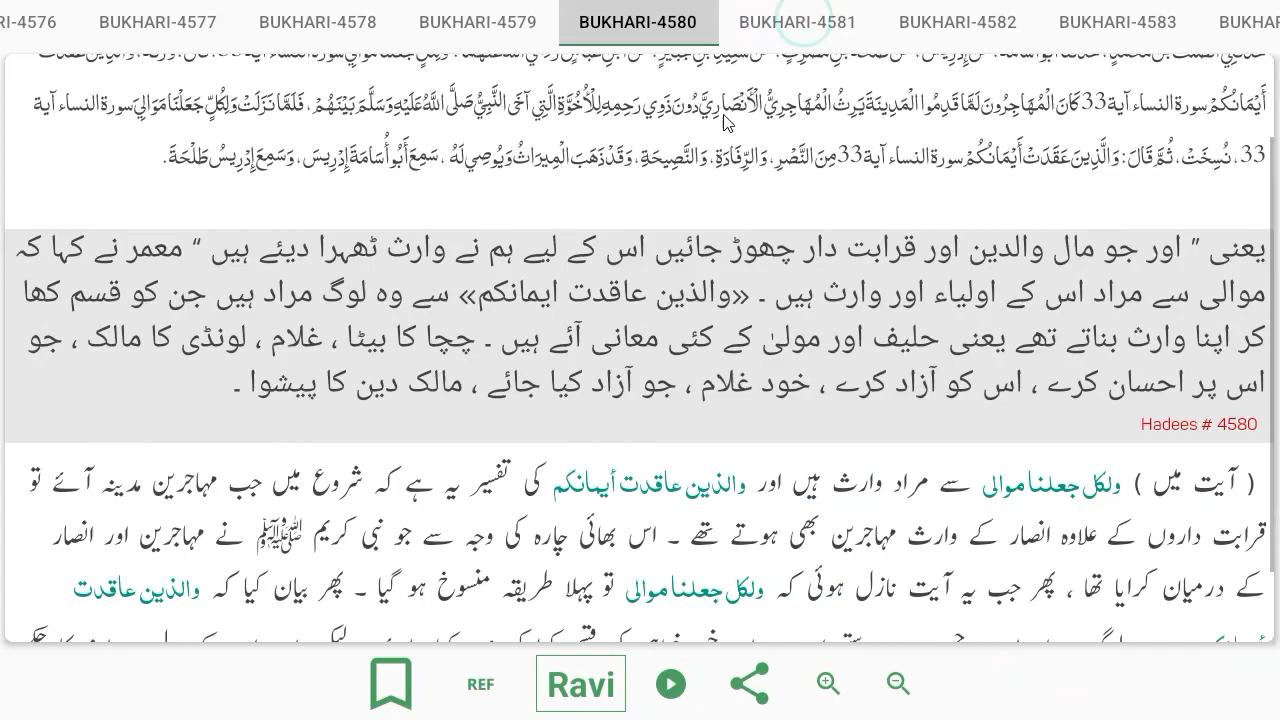 RI-4576 BUKHARI-4577 BUKHARI-4578 BUKHARI-4579 BUKHARI-4580 BUKHARI-4581 BUKHARI-4582 BUKHARI-4583 BUKHA
أَيْمَانُكُمْ سورة النساء آية 33 كَانَ الْمُهَاجِرُونَ لَمَّا قَدِمُوا الْمَدِينَةَ يَرِثُ الْمُهَاجِرِيُّ الْأَنْصَارِيَّ دُونَ ذَوِي رَحِمِهِ لِلْأُخُوَّةِ الَّتِي آخَى النَّبِيُّ صَلَّى اللَّهُ عَلَيْهِ وَسَلَّمَ بَيْنَهُمْ ، فَلَمَّا نَزَلَتْ وَلِكُلٍّ جَعَلْنَا مَوَالِيَ سورة النساء آية
33 ، نُسِخَتْ ، ثُمَّ قَالَ : وَالَّذِينَ عَقَدَتْ أَيْمَانُكُمْ سورة النساء آية 33 مِنَ النَّصْرِ ، وَالرِّفَادَةِ ، وَالنَّصِيحَةِ ، وَقَدْ ذَهَبَ الْمِيرَاثُ وَيُوصِي لَهُ ، سَمِعَ أَبُو أُسَامَةَ إِدْرِيسَ ، وَسَمِعَ إِدْرِيسُ طَلْحَةَ .
یعنی ” اور جو مال والدین اور قرابت دار چھوڑ جائیں اس کے لیے ہم نے وارث ٹھہرا دیئے ہیں “ معمر نے کہا کہ
موالی سے مراد اس کے اولیاء اور وارث ہیں ۔ «والذین عاقدت ایمانکم» سے وہ لوگ مراد ہیں جن کو قسم کھا
کر اپنا وارث بناتے تھے یعنی حلیف اور مولیٰ کے کئی معانی آئے ہیں ۔ چچا کا بیٹا ، غلام ، لونڈی کا مالک ، جو
اس پر احسان کرے ، اس کو آزاد کرے ، خود غلام ، جو آزاد کیا جائے ، مالک دین کا پیشوا ۔
Hadees # 4580
( آیت میں ) ولكل جعلنا موالی سے مراد وارث ہیں اور والذين عاقدت أيمانكم کی تفسیر یہ ہے کہ شروع میں جب مہاجرین مدینہ آئے تو
قرابت داروں کے علاوہ انصار کے وارث مہاجرین بھی ہوتے تھے ۔ اس بھائی چارہ کی وجہ سے جو نبی کریم ﷺ نے مہاجرین اور انصار
کے درمیان کرایا تھا ، پھر جب یہ آیت نازل ہوئی کہ ولكل جعلنا موالی تو پہلا طریقہ منسوخ ہو گیا ۔ پھر بیان کیا کہ والذين عاقدت
REF Ravi